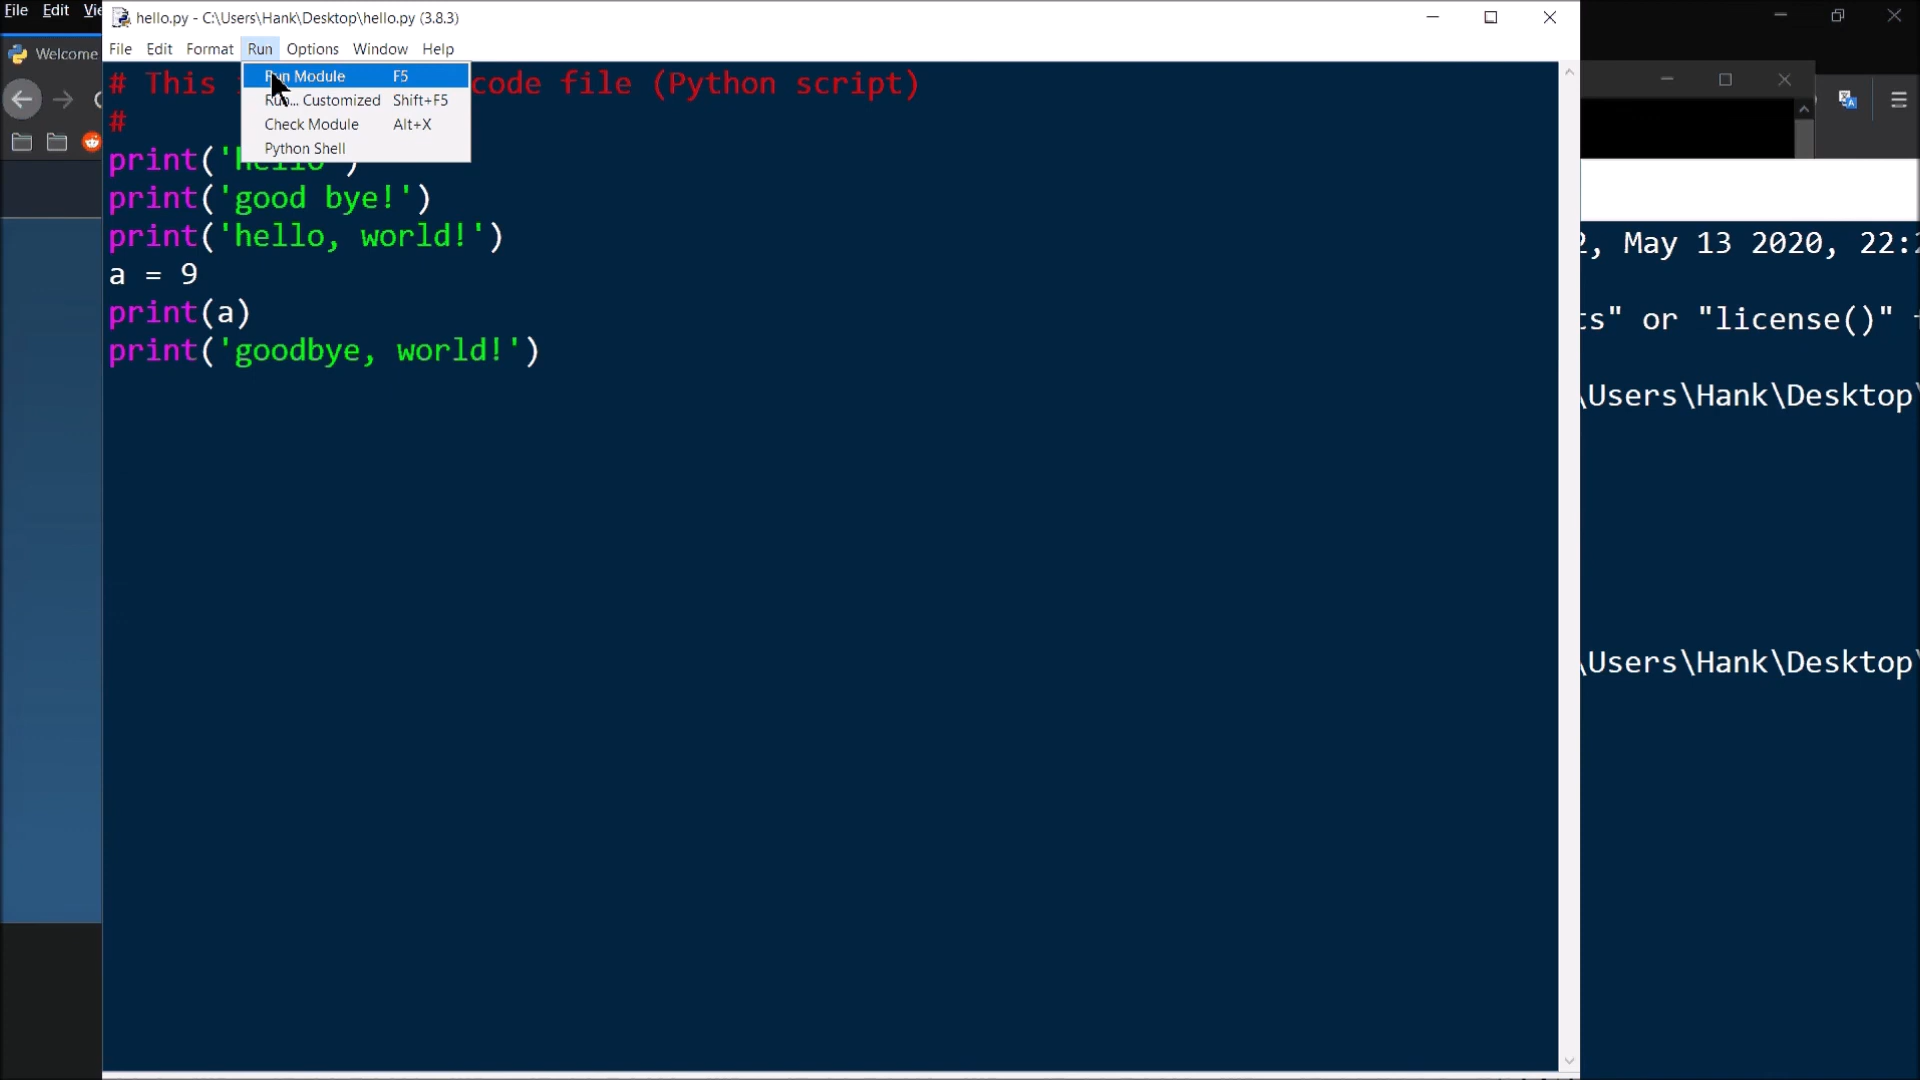 File Edit
hello.py - C:\Users\Hank\Desktop\hello.py (3.8.3)
Welcome
File Edit Format Run Options Window Help
Run Module F5
Run... Customized Shift+F5
Check Module Alt+X
Python Shell
# This code file (Python script)
#
print('hello')
print('good bye!')
print('hello, world!')
a = 9
print(a)
print('goodbye, world!')
2, May 13 2020, 22:2
ts" or "license()"
\Users\Hank\Desktop\
\Users\Hank\Desktop\